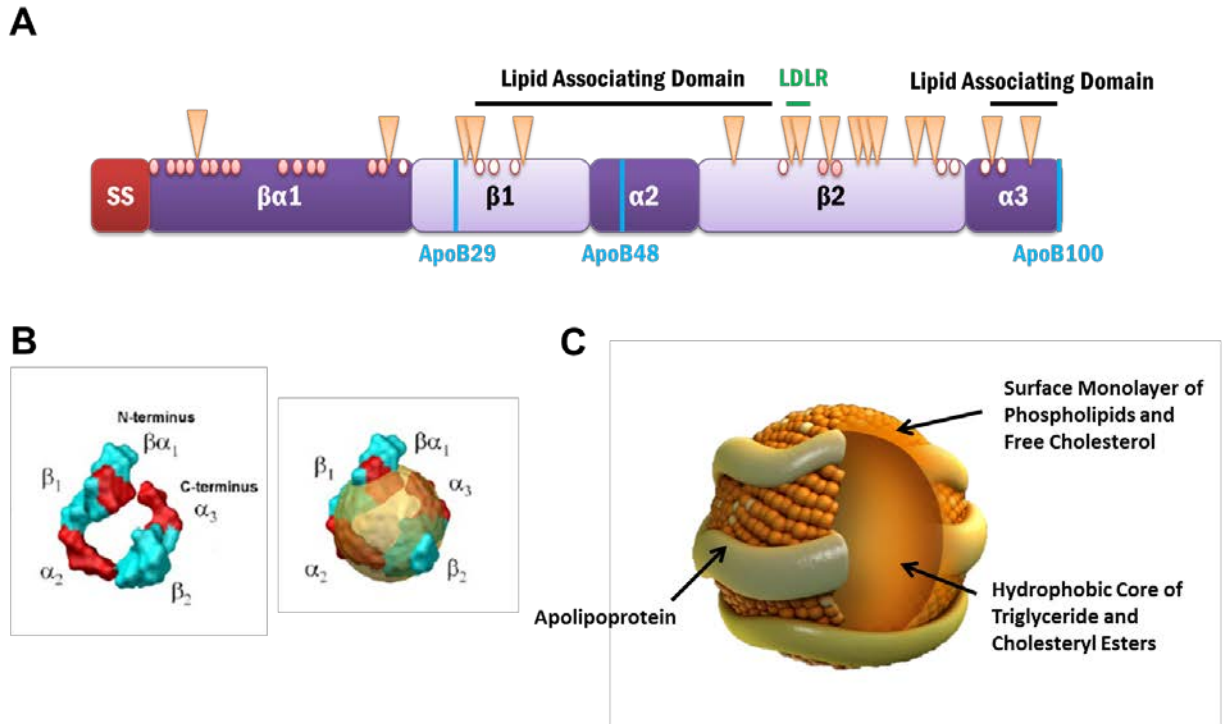 A
Lipid Associating Domain
LDLR
Lipid Associating Domain
SS
βα1
β1
α2
β2
α3
ApoB29
ApoB48
ApoB100
B
N-terminus
βα₁
β₁
C-terminus
α₃
α₂
β₂
βα₁
β₁
α₃
α₂
β₂
C
Surface Monolayer of
Phospholipids and
Free Cholesterol
Apolipoprotein
Hydrophobic Core of
Triglyceride and
Cholesteryl Esters